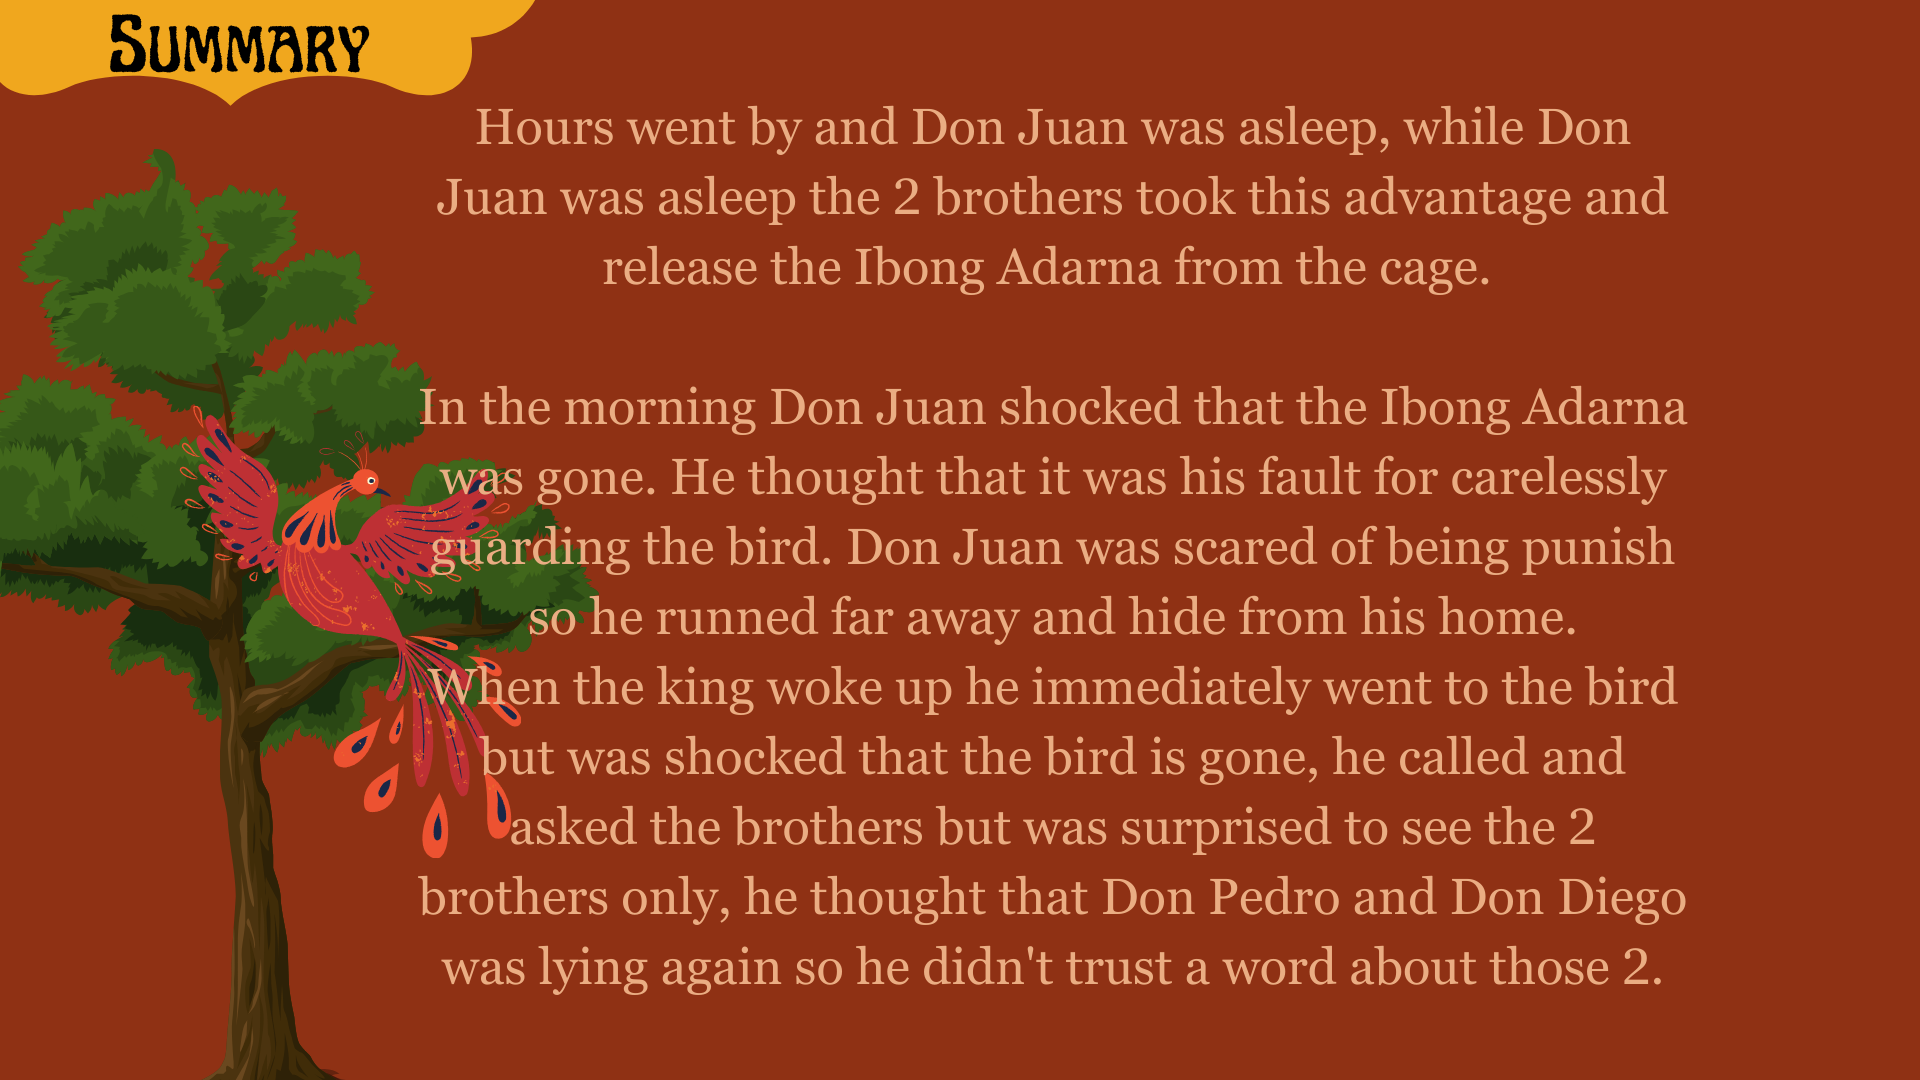 Summary
Hours went by and Don Juan was asleep, while Don
Juan was asleep the 2 brothers took this advantage and
release the Ibong Adarna from the cage.
In the morning Don Juan shocked that the Ibong Adarna
was gone. He thought that it was his fault for carelessly
guarding the bird. Don Juan was scared of being punish
so he runned far away and hide from his home.
When the king woke up he immediately went to the bird
but was shocked that the bird is gone, he called and
asked the brothers but was surprised to see the 2
brothers only, he thought that Don Pedro and Don Diego
was lying again so he didn't trust a word about those 2.